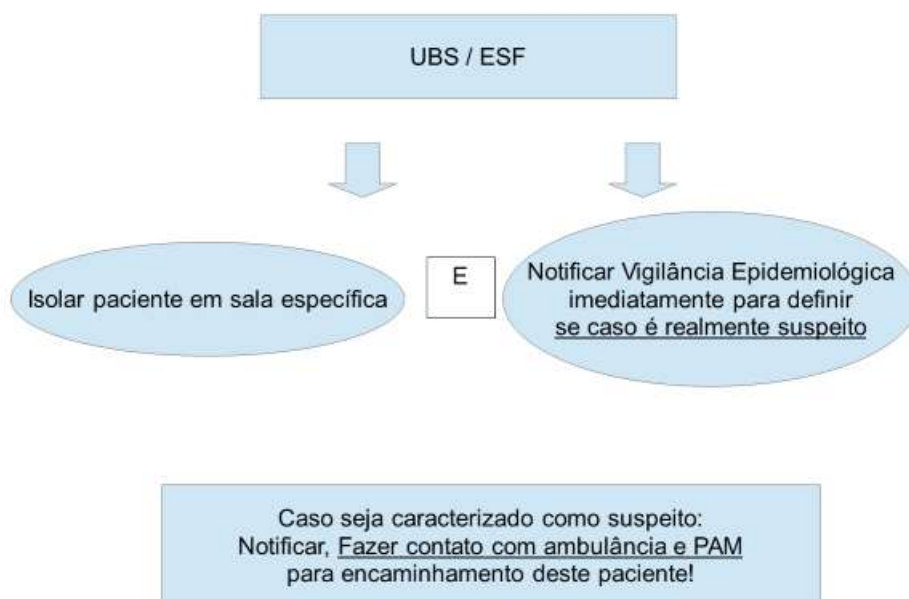 UBS / ESF
Isolar paciente em sala específica
E
Notificar Vigilância Epidemiológica
imediatamente para definir
se caso é realmente suspeito
Caso seja caracterizado como suspeito:
Notificar, Fazer contato com ambulância e PAM
para encaminhamento deste paciente!